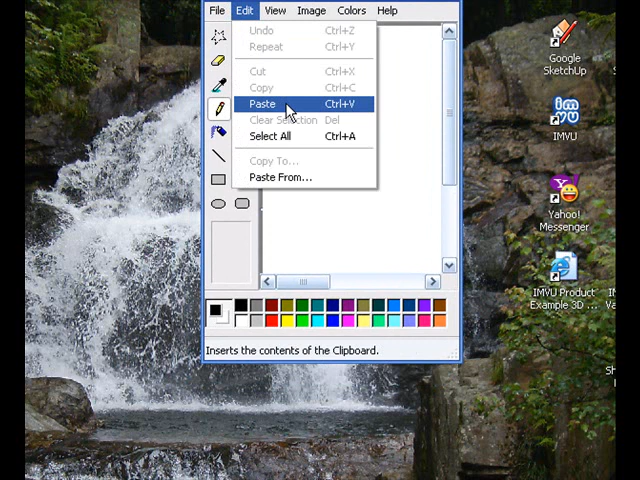 File Edit View Image Colors Help
Undo Ctrl+Z
Repeat Ctrl+Y
Cut Ctrl+X
Copy Ctrl+C
Paste Ctrl+V
Clear Selection Del
Select All Ctrl+A
Copy To...
Paste From...
Inserts the contents of the Clipboard.
Google
SketchUp
IMVU
Yahoo!
Messenger
IMVU Product
Example 3D ...